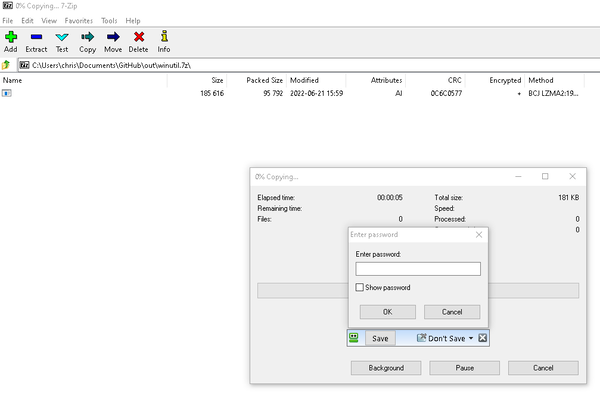 0% Copying... 7-Zip
File Edit View Favorites Tools Help
Add Extract Test Copy Move Delete Info
C:\Users\chris\Documents\GitHub\out\winutil.7z\
Name Size Packed Size Modified Attributes CRC Encrypted Method
185 616 95 792 2022-06-21 15:59 AI 0C6C0577 + BCJ LZMA2:19...
0% Copying...
Elapsed time: 00:00:05 Total size: 181 KB
Remaining time: Speed:
Files: 0 Processed: 0
0
Enter password
Enter password:
Show password
OK Cancel
Save Don't Save
Background Pause Cancel